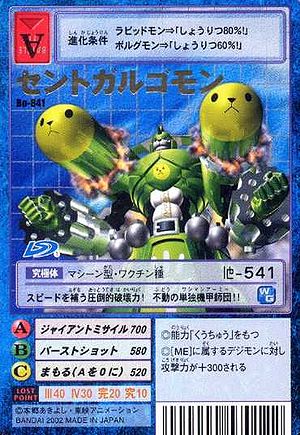 進化条件
ラピッドモン⇒「しょうりつ80%!」
ボルグモン⇒「しょうりつ60%!」
セントガルゴモン
Bo-841
究極体 マシーン型・ワクチン種
541
スピードを補う圧倒的破壊力! 不動の単独機甲師団!!
A ジャイアントミサイル 700
B バーストショット 580
C まもる(Aを0に) 520
◎能力「くうちゅう」をもつ
◎[ME]に属するデジモンに対し
攻撃力が+300される
LOST POINT Ⅲ40 Ⅳ30 完20 究10
©本郷あきよし・東映アニメーション
BANDAI 2002 MADE IN JAPAN